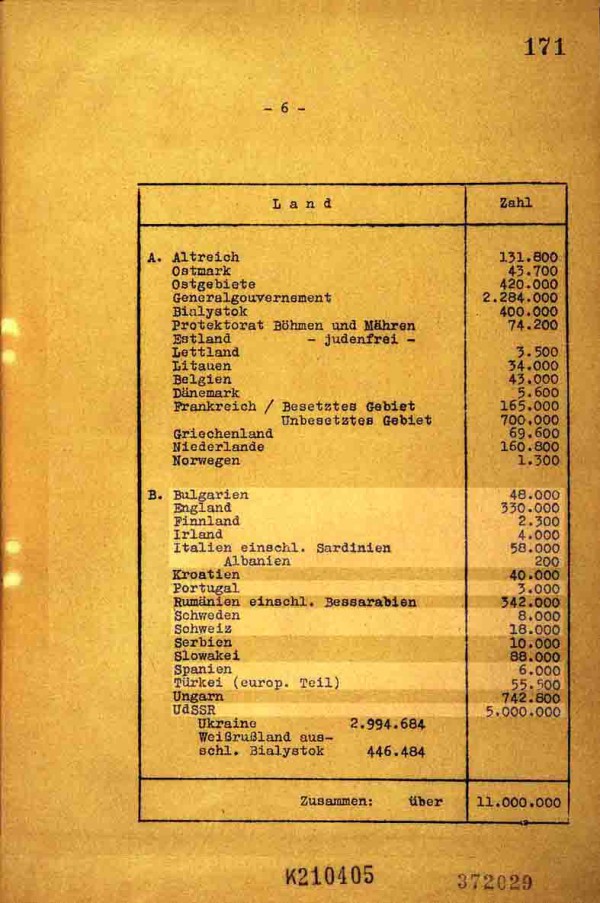 171
- 6 -
Land Zahl
A. Altreich 131.800
Ostmark 43.700
Ostgebiete 420.000
Generalgouvernement 2.284.000
Bialystok 400.000
Protektorat Böhmen und Mähren 74.200
Estland - judenfrei -
Lettland 3.500
Litauen 34.000
Belgien 43.000
Dänemark 5.600
Frankreich / Besetztes Gebiet 165.000
Unbesetztes Gebiet 700.000
Griechenland 69.600
Niederlande 160.800
Norwegen 1.300
B. Bulgarien 48.000
England 330.000
Finnland 2.300
Irland 4.000
Italien einschl. Sardinien 58.000
Albanien 200
Kroatien 40.000
Portugal 3.000
Rumänien einschl. Bessarabien 342.000
Schweden 8.000
Schweiz 18.000
Serbien 10.000
Slowakei 88.000
Spanien 6.000
Türkei (europ. Teil) 55.500
Ungarn 742.800
UdSSR 5.000.000
Ukraine 2.994.684
Weißrußland aus-
schl. Bialystok 446.484
Zusammen: über 11.000.000
K210405
372029